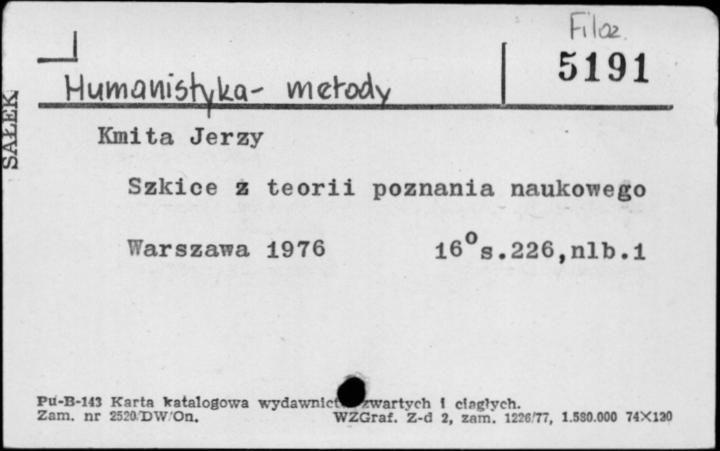 Filoz.
5191
Humanistyka- metody
SAŁEK
Kmita Jerzy
Szkice z teorii poznania naukowego
Warszawa 1976 16⁰s.226,nlb.1
Pu-B-143 Karta katalogowa wydawnict zwartych i ciągłych.
Zam. nr 2520/DW/On. WZGraf. Z-d 2, zam. 1226/77, 1.580.000 74X120